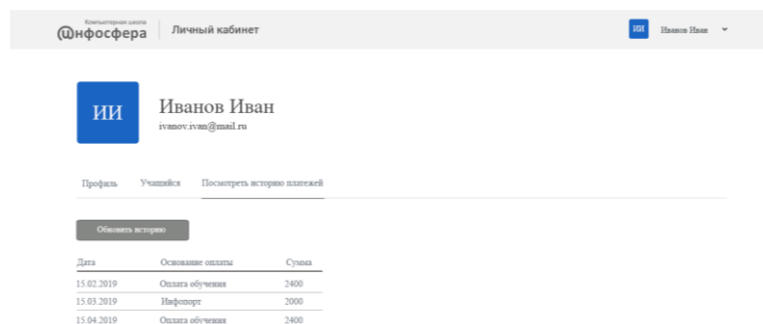 Компьютерная школа
инфосфера
Личный кабинет
ИИ
Иванов Иван
ИИ
Иванов Иван
ivanov.ivan@mail.ru
Профиль Учащийся Посмотреть историю платежей
Обновить историю
Дата Основание оплаты Сумма
15.02.2019 Оплата обучения 2400
15.03.2019 Инфопорт 2000
15.04.2019 Оплата обучения 2400